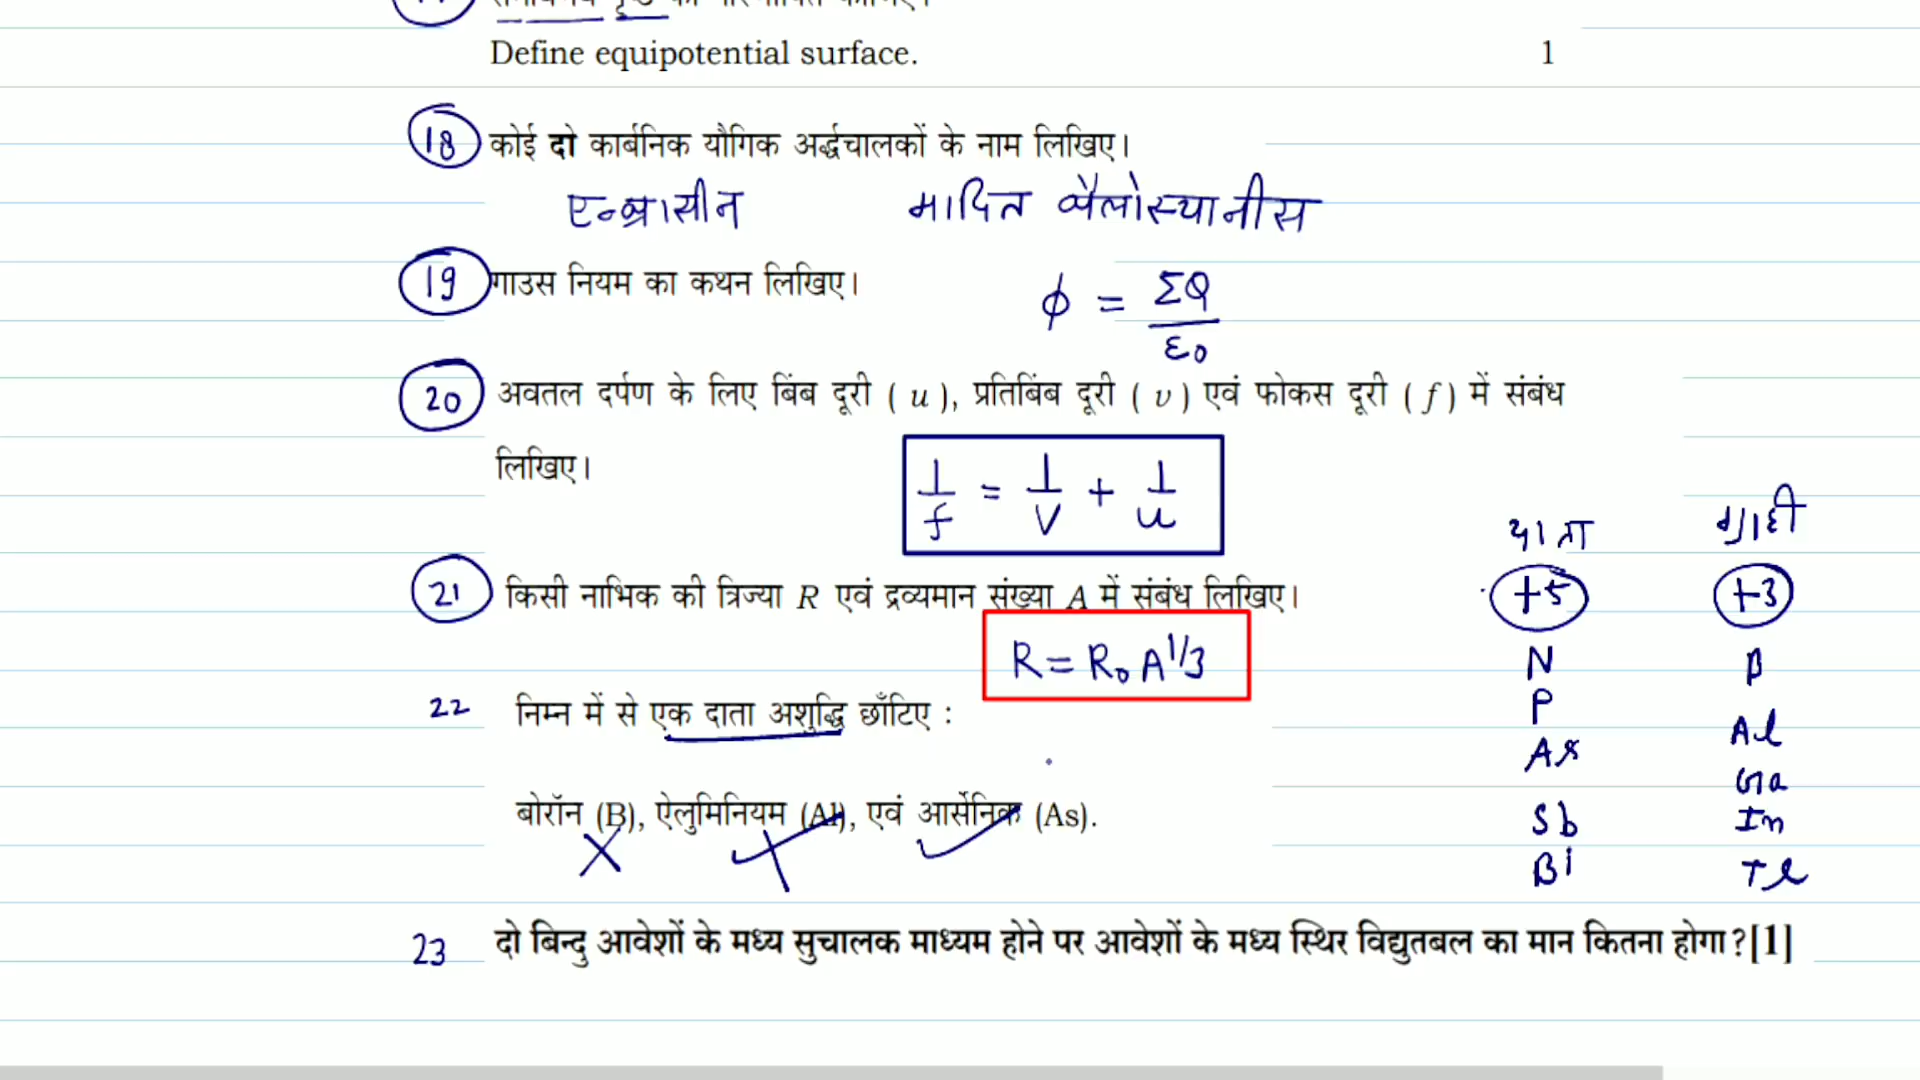 Define equipotential surface. 1
18 कोई दो कार्बनिक यौगिक अर्द्धचालकों के नाम लिखिए।
एन्थ्रासीन मादित थैलोस्यानीस
19 गाउस नियम का कथन लिखिए।
ϕ = ΣQ / ε₀
20 अवतल दर्पण के लिए बिंब दूरी ( u ), प्रतिबिंब दूरी ( v ) एवं फोकस दूरी ( f ) में संबंध
लिखिए।
1/f = 1/v + 1/u
21 किसी नाभिक की त्रिज्या R एवं द्रव्यमान संख्या A में संबंध लिखिए।
R = R₀ A^1/3
22 निम्न में से एक दाता अशुद्धि छाँटिए :
बोरॉन (B), ऐलुमिनियम (Al), एवं आर्सेनिक (As).
दाता ग्राही
+5 +3
N B
P Al
As Ga
Sb In
Bi Tl
23 दो बिन्दु आवेशों के मध्य सुचालक माध्यम होने पर आवेशों के मध्य स्थिर विद्युतबल का मान कितना होगा?[1]